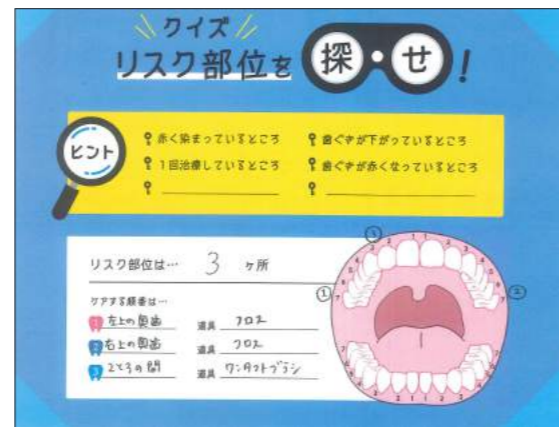 クイズ
リスク部位を探せ!
ヒント
赤く染まっているところ
歯ぐきが下がっているところ
1回治療しているところ
歯ぐきが赤くなっているところ
リスク部位は… 3 ヶ所
ケアする順番は…
1 左上の奥歯 道具 フロス
2 右上の奥歯 道具 フロス
3 2と3の間 道具 ワンタフトブラシ